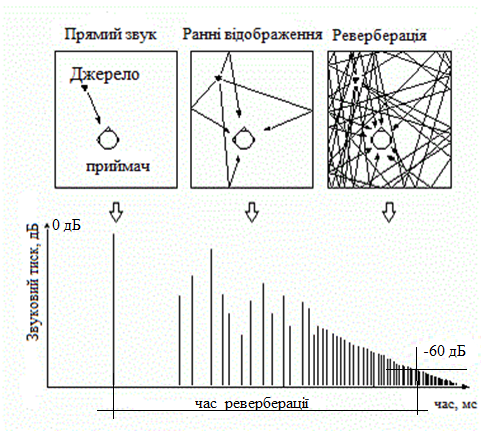 Прямий звук
Ранні відображення
Реверберація
Джерело
приймач
0 дБ
Звуковий тиск, дБ
-60 дБ
час реверберації
час, мс